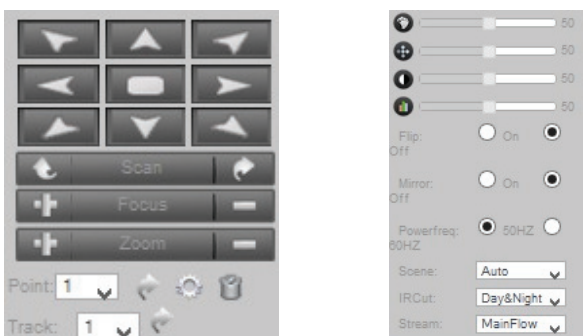 Scan
Focus
Zoom
Point: 1
Track: 1
50
50
50
50
Flip: On
Off
Mirror: On
Off
Powerfreq: 50HZ
60HZ
Scene: Auto
IRCut: Day&Night
Stream: MainFlow